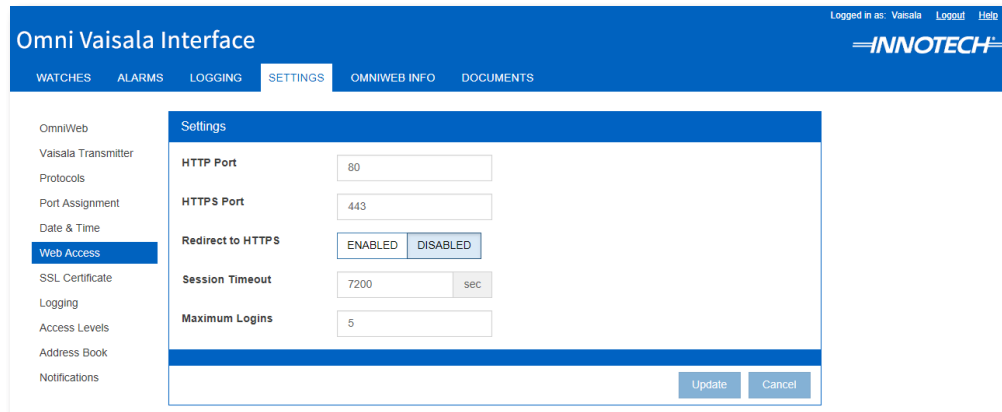 Logged in as: Vaisala Logout Help
Omni Vaisala Interface
INNOTECH
WATCHES ALARMS LOGGING SETTINGS OMNIWEB INFO DOCUMENTS
OmniWeb
Vaisala Transmitter
Protocols
Port Assignment
Date & Time
Web Access
SSL Certificate
Logging
Access Levels
Address Book
Notifications
Settings
HTTP Port 80
HTTPS Port 443
Redirect to HTTPS ENABLED DISABLED
Session Timeout 7200 sec
Maximum Logins 5
Update Cancel